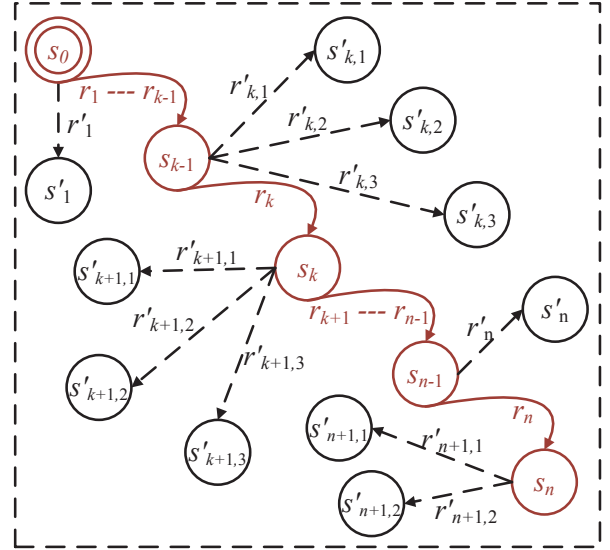 s₀
r₁ ---- rₖ₋₁
r'₁
s'₁
sₖ₋₁
r'ₖ,₁
s'ₖ,₁
r'ₖ,₂
s'ₖ,₂
r'ₖ,₃
s'ₖ,₃
rₖ
sₖ
r'ₖ₊₁,₁
s'ₖ₊₁,₁
r'ₖ₊₁,₂
s'ₖ₊₁,₂
r'ₖ₊₁,₃
s'ₖ₊₁,₃
rₖ₊₁ ---- rₙ₋₁
sₙ₋₁
r'ₙ
s'ₙ
rₙ
sₙ
r'ₙ₊₁,₁
s'ₙ₊₁,₁
r'ₙ₊₁,₂
s'ₙ₊₁,₂